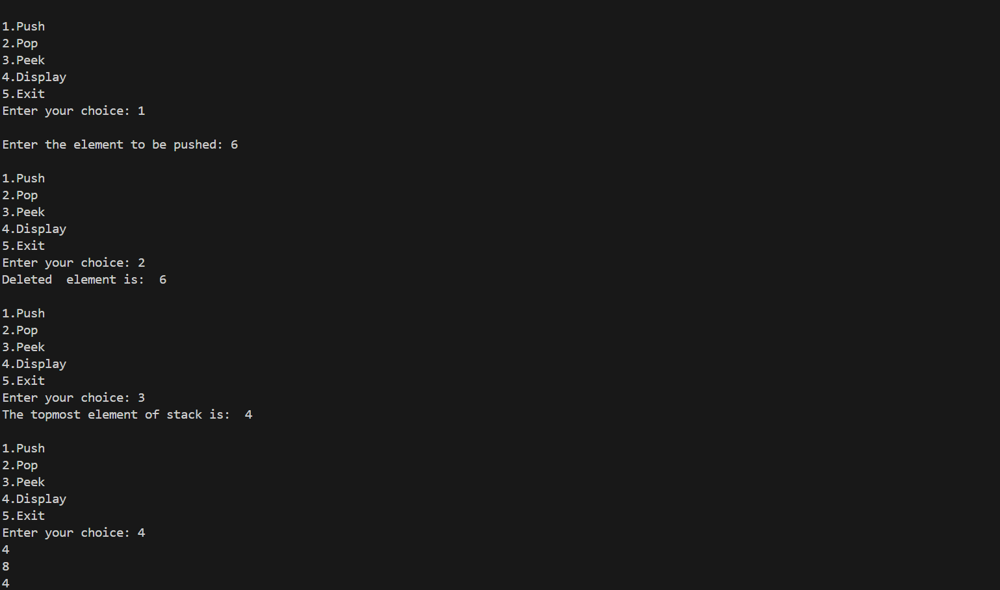 1.Push
2.Pop
3.Peek
4.Display
5.Exit
Enter your choice: 1
Enter the element to be pushed: 6
1.Push
2.Pop
3.Peek
4.Display
5.Exit
Enter your choice: 2
Deleted  element is:  6
1.Push
2.Pop
3.Peek
4.Display
5.Exit
Enter your choice: 3
The topmost element of stack is:  4
1.Push
2.Pop
3.Peek
4.Display
5.Exit
Enter your choice: 4
4
8
4